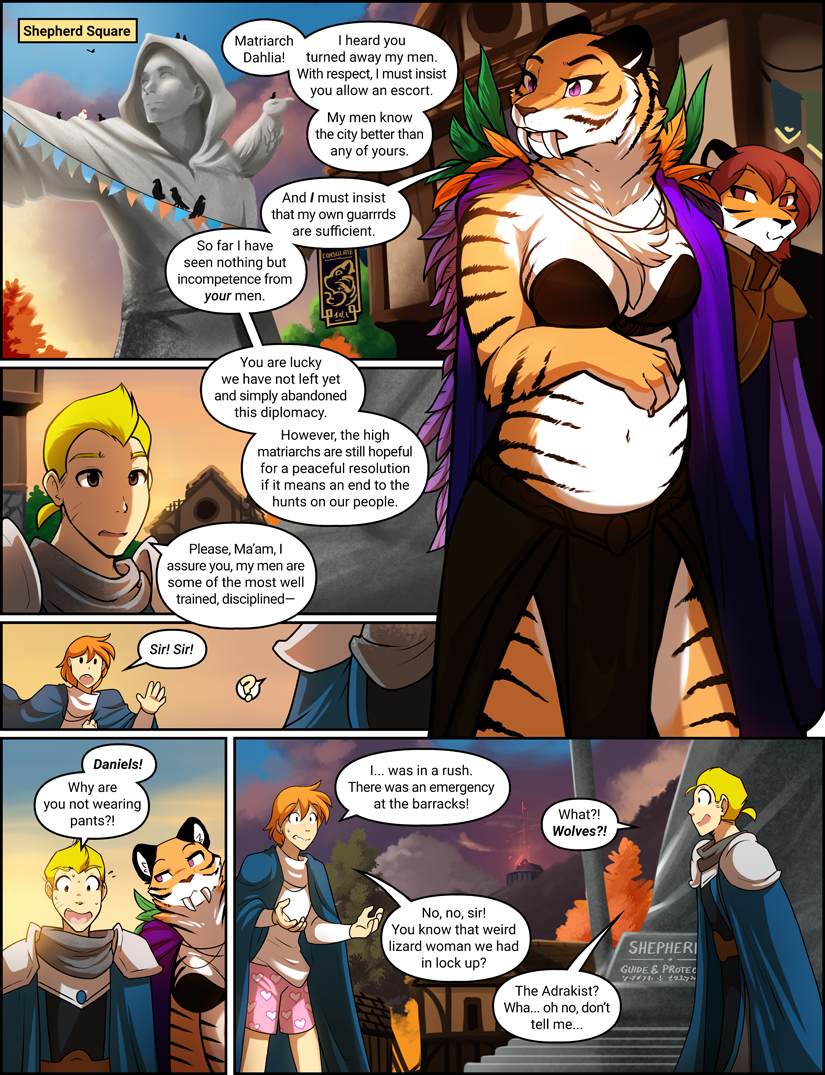 Shepherd Square
Matriarch
Dahlia!
I heard you
turned away my men.
With respect, I must insist
you allow an escort.
My men know
the city better than
any of yours.
And I must insist
that my own guarrrds
are sufficient.
So far I have
seen nothing but
incompetence from
your men.
CONSULATE
You are lucky
we have not left yet
and simply abandoned
this diplomacy.
However, the high
matriarchs are still hopeful
for a peaceful resolution
if it means an end to the
hunts on our people.
Please, Ma'am, I
assure you, my men are
some of the most well
trained, disciplined—
Sir! Sir!
?
Daniels!
Why are
you not wearing
pants?!
I... was in a rush.
There was an emergency
at the barracks!
What?!
Wolves?!
No, no, sir!
You know that weird
lizard woman we had
in lock up?
The Adrakist?
Wha... oh no, don't
tell me...
SHEPHER
GUIDE & PROTEC